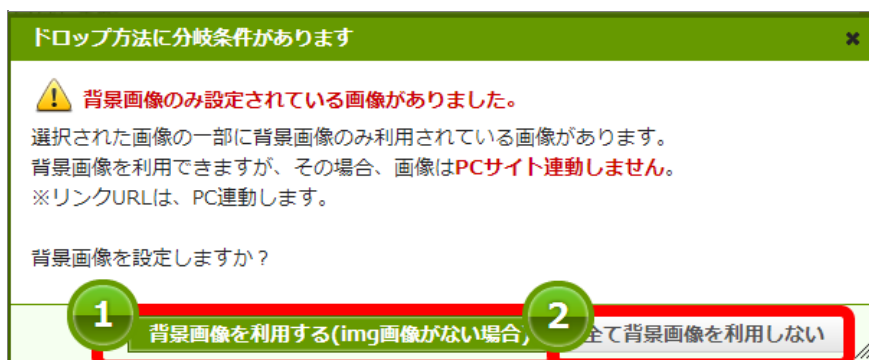 ドロップ方法に分岐条件があります
背景画像のみ設定されている画像がありました。
選択された画像の一部に背景画像のみ利用されている画像があります。
背景画像を利用できますが、その場合、画像はPCサイト連動しません。
※リンクURLは、PC連動します。
背景画像を設定しますか？
1 背景画像を利用する(img画像がない場合)
2 全て背景画像を利用しない